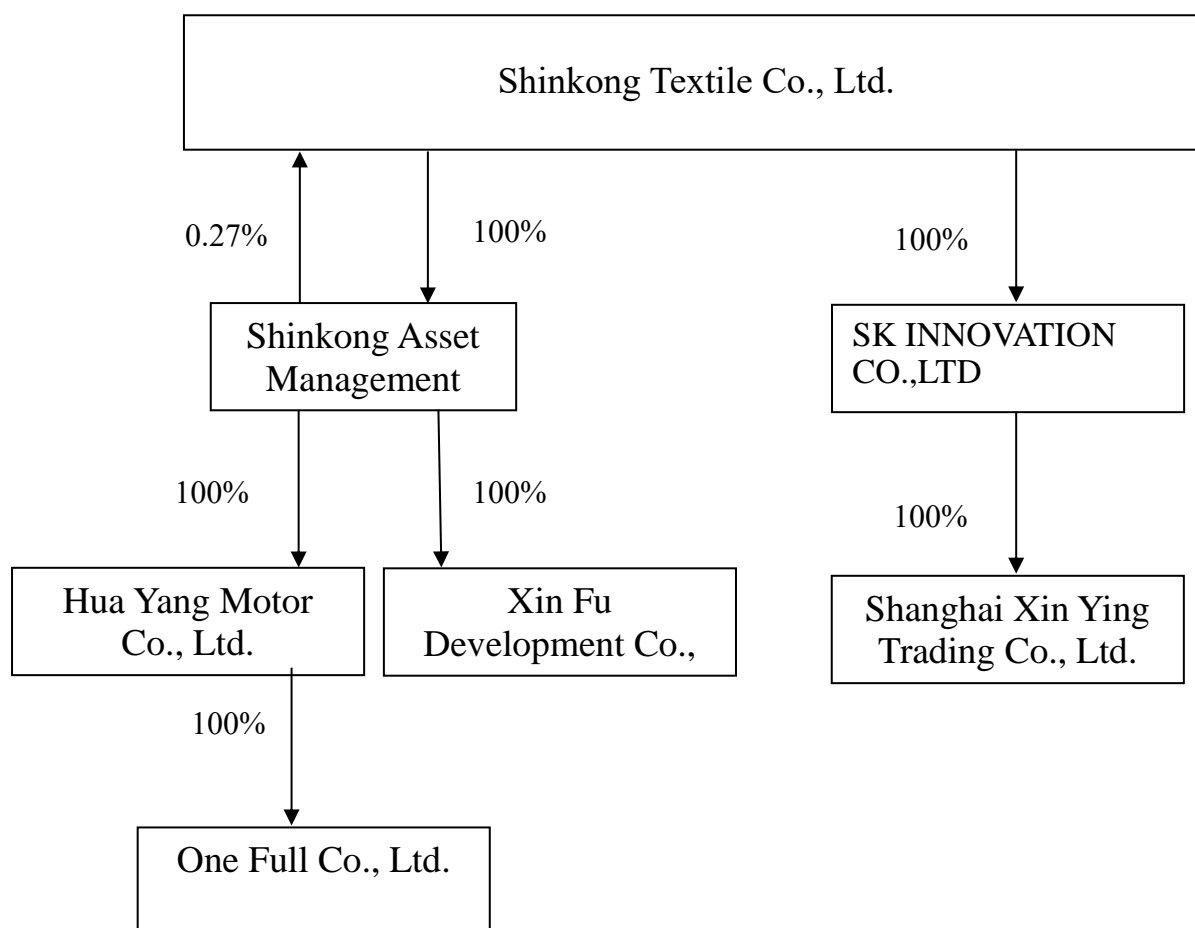 Shinkong Textile Co., Ltd.
0.27%
100%
100%
Shinkong Asset
Management
SK INNOVATION
CO.,LTD
100%
100%
100%
Hua Yang Motor
Co., Ltd.
Xin Fu
Development Co.,
Shanghai Xin Ying
Trading Co., Ltd.
100%
One Full Co., Ltd.